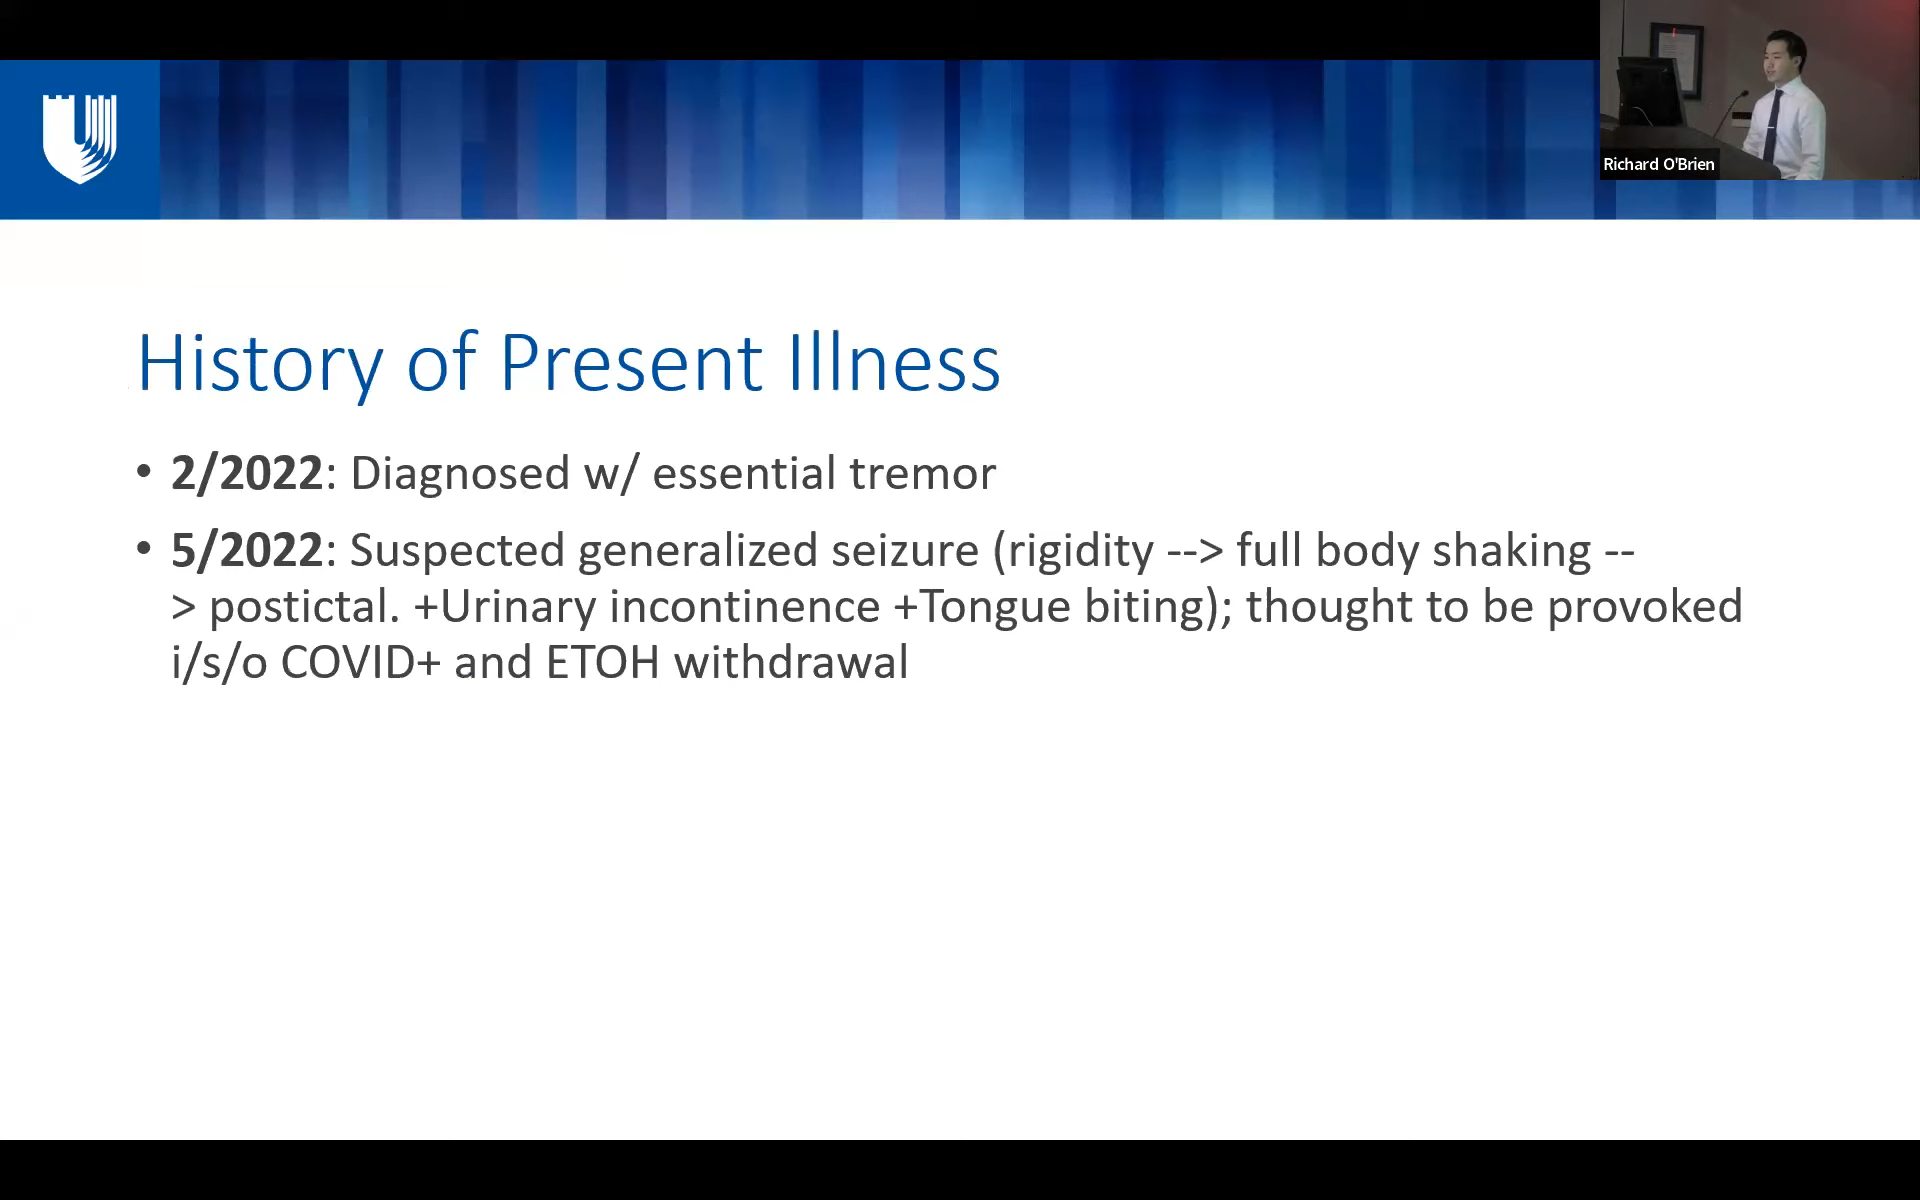 Richard O'Brien
History of Present Illness
• 2/2022: Diagnosed w/ essential tremor
• 5/2022: Suspected generalized seizure (rigidity --> full body shaking --
> postictal. +Urinary incontinence +Tongue biting); thought to be provoked
i/s/o COVID+ and ETOH withdrawal